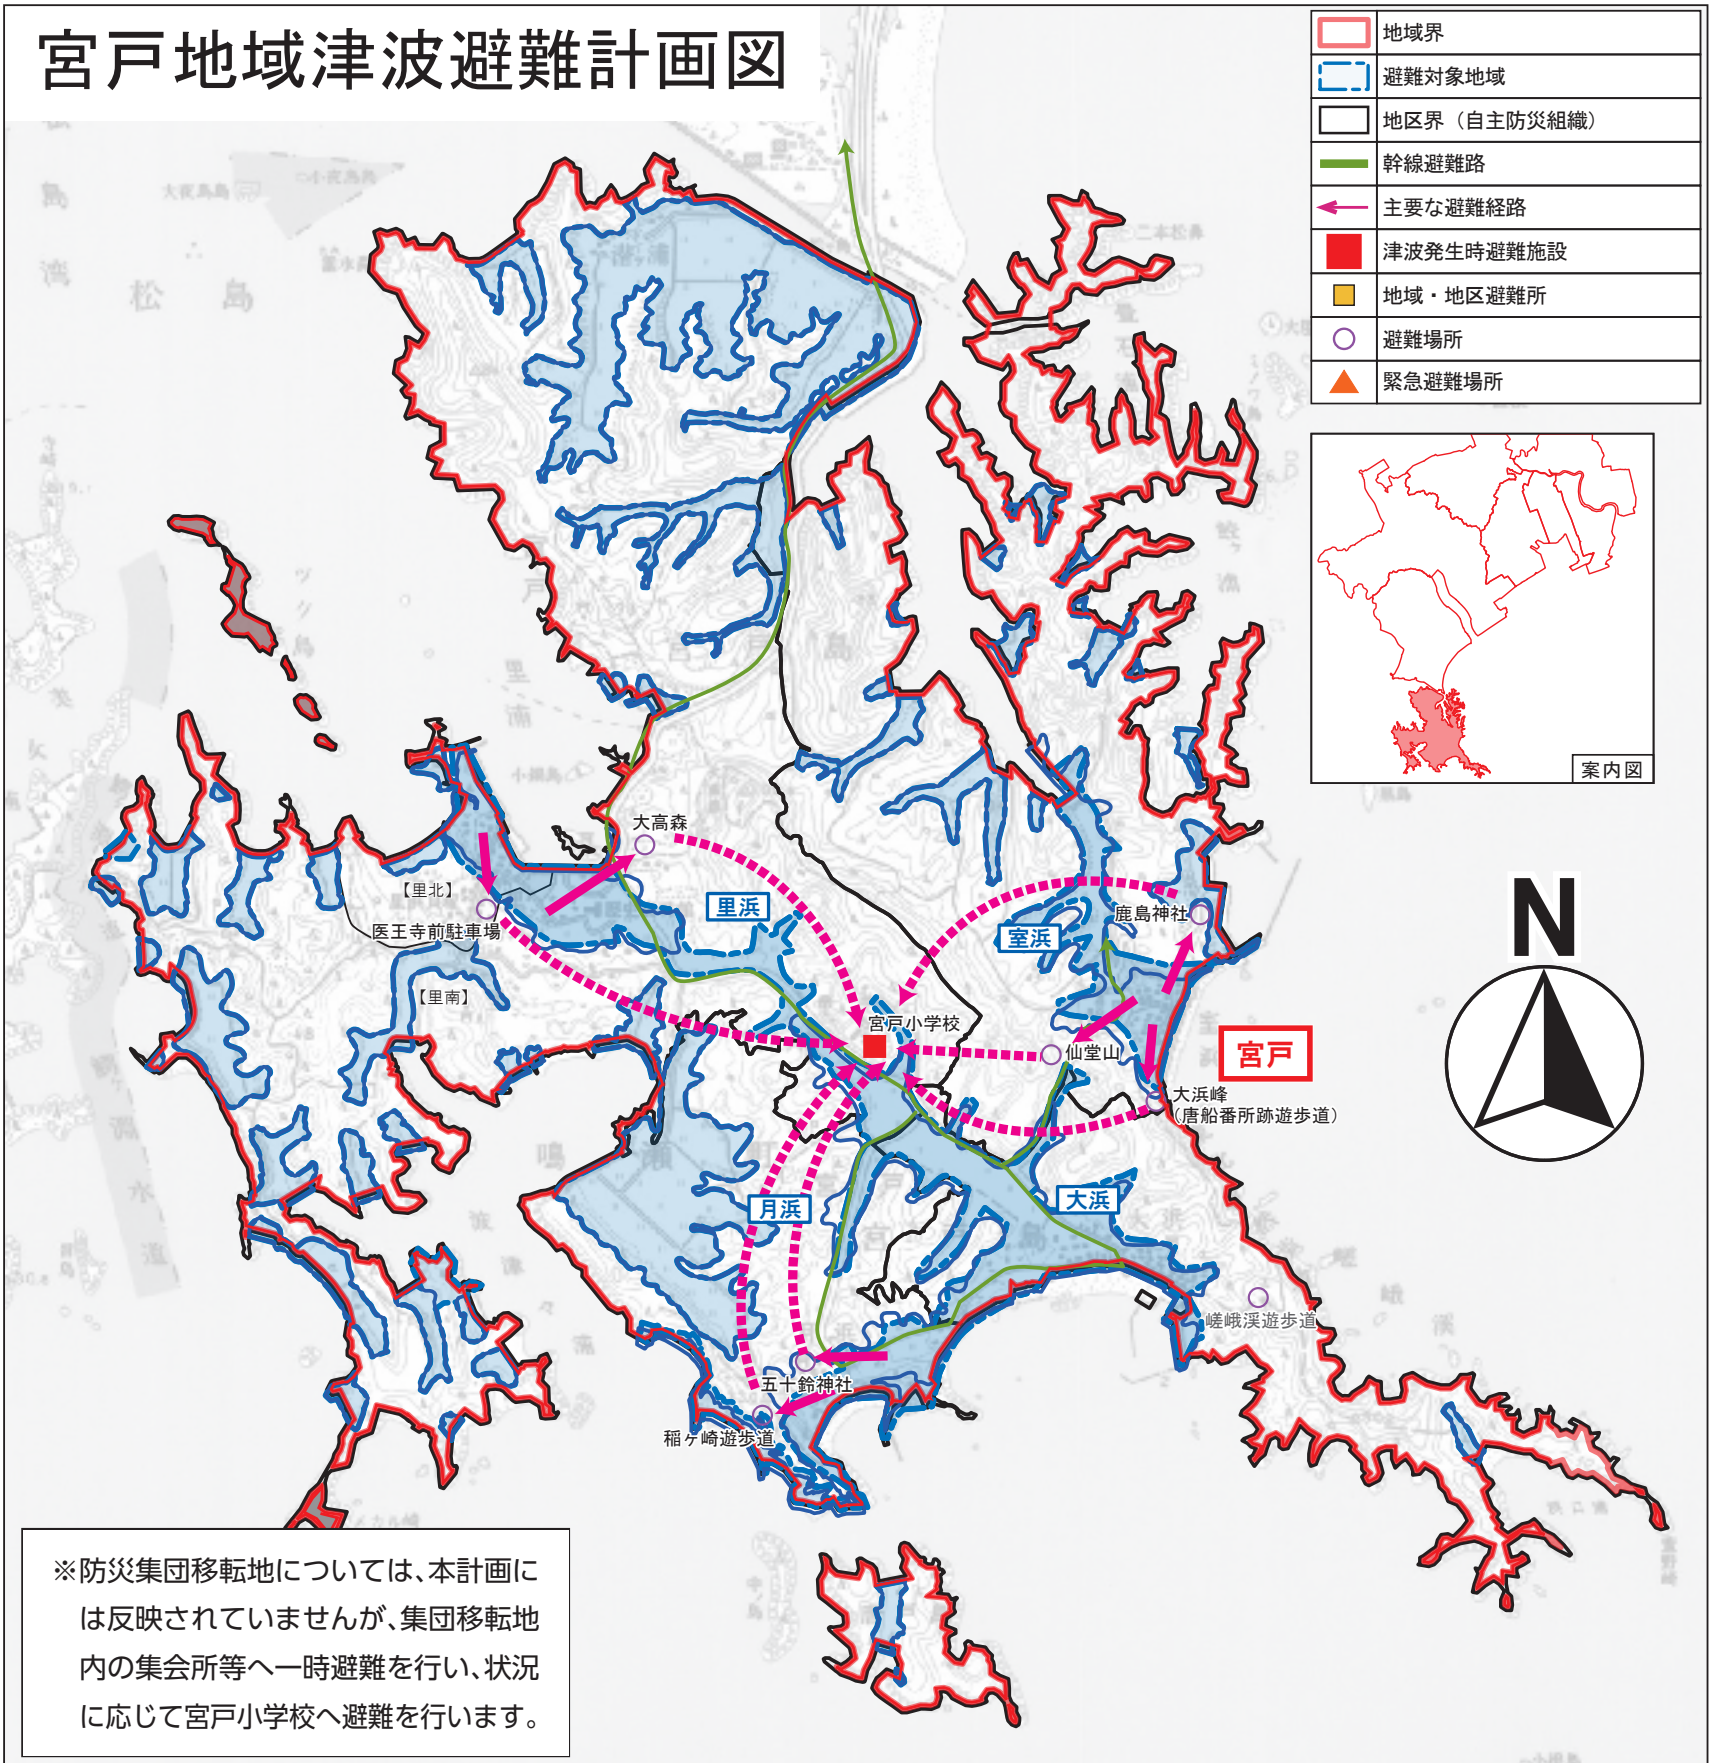 宮戸地域津波避難計画図
地域界
避難対象地域
地区界（自主防災組織）
幹線避難路
主要な避難経路
津波発生時避難施設
地域・地区避難所
避難場所
緊急避難場所
案内図
松島
大高森
【里北】
医王寺前駐車場
【里南】
里浜
室浜
鹿島神社
宮戸小学校
仙堂山
宮戸
大浜峰
（唐船番所跡遊歩道）
月浜
大浜
嵯峨渓遊歩道
五十鈴神社
稲ヶ崎遊歩道
N
※防災集団移転地については、本計画に
は反映されていませんが、集団移転地
内の集会所等へ一時避難を行い、状況
に応じて宮戸小学校へ避難を行います。